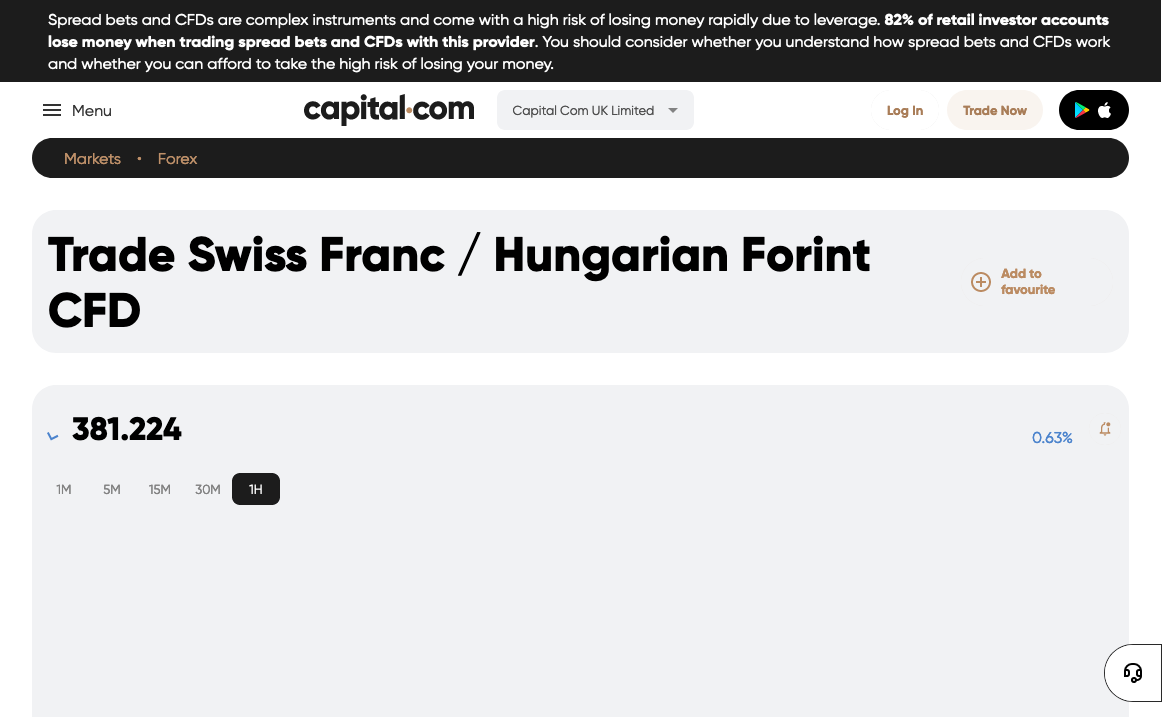 Spread bets and CFDs are complex instruments and come with a high risk of losing money rapidly due to leverage. 82% of retail investor accounts
lose money when trading spread bets and CFDs with this provider. You should consider whether you understand how spread bets and CFDs work
and whether you can afford to take the high risk of losing your money.
Menu
capital.com
Capital Com UK Limited
Log In
Trade Now
Markets • Forex
Trade Swiss Franc / Hungarian Forint
CFD
Add to
favourite
381.224
0.63%
1M 5M 15M 30M 1H